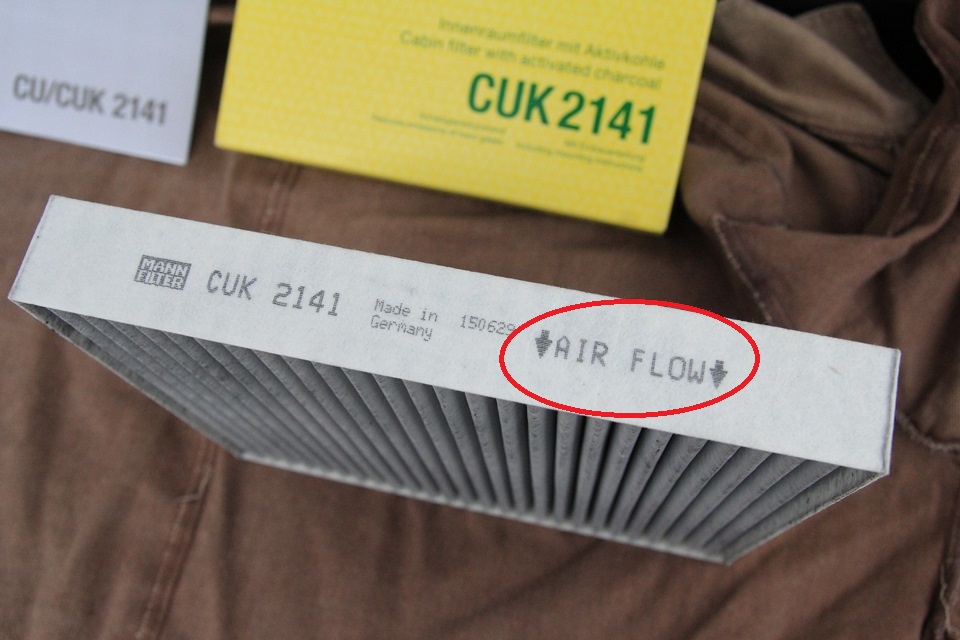 CU/CUK 2141
Innenraumfilter mit Aktivkohle
Cabin filter with activated charcoal
CUK 2141
MANN
FILTER
CUK 2141
Made in
Germany
150629
AIR FLOW